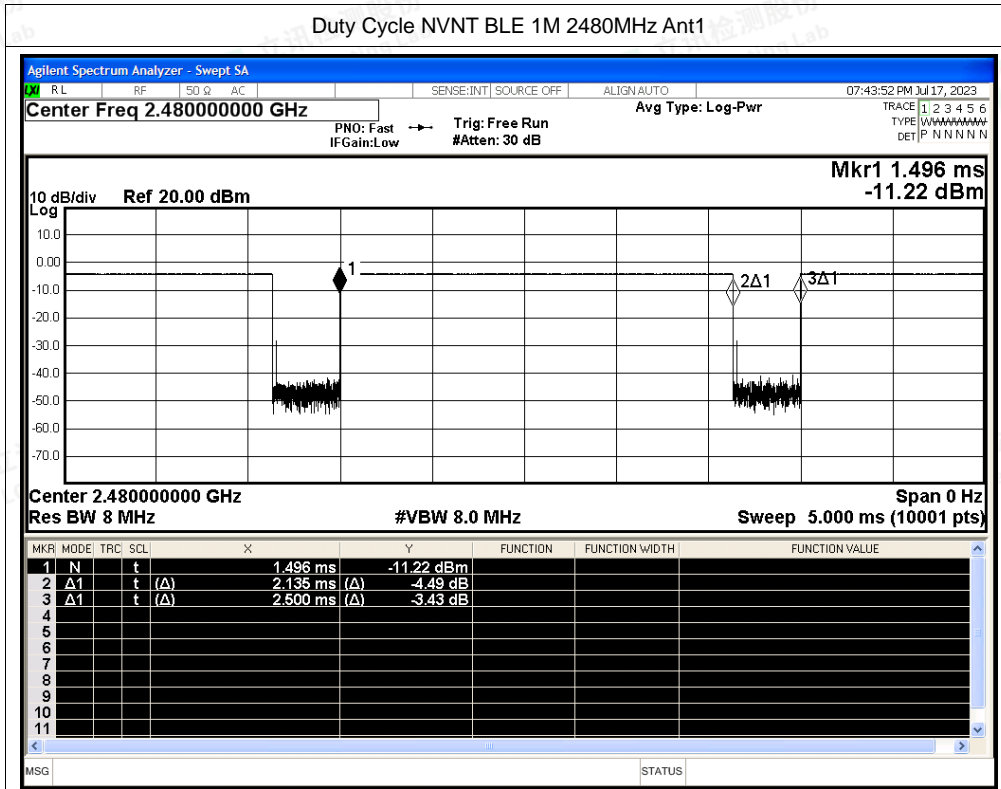 Duty Cycle NVNT BLE 1M 2480MHz Ant1
Agilent Spectrum Analyzer - Swept SA
LXI RL RF 50 Ω AC SENSE:INT SOURCE OFF ALIGN AUTO 07:43:52 PM Jul 17, 2023
Center Freq 2.480000000 GHz Avg Type: Log-Pwr TRACE 1 2 3 4 5 6
PNO: Fast Trig: Free Run TYPE WWWWWW
IFGain:Low #Atten: 30 dB DET P N N N N N
Mkr1 1.496 ms
10 dB/div Ref 20.00 dBm -11.22 dBm
Log
10.0
0.00
1
2Δ1 3Δ1
-10.0
-20.0
-30.0
-40.0
-50.0
-60.0
-70.0
Center 2.480000000 GHz Span 0 Hz
Res BW 8 MHz #VBW 8.0 MHz Sweep 5.000 ms (10001 pts)
MKR MODE TRC SCL X Y FUNCTION FUNCTION WIDTH FUNCTION VALUE
1 N t 1.496 ms -11.22 dBm
2 Δ1 t (Δ) 2.135 ms (Δ) -4.49 dB
3 Δ1 t (Δ) 2.500 ms (Δ) -3.43 dB
4
5
6
7
8
9
10
11
MSG STATUS